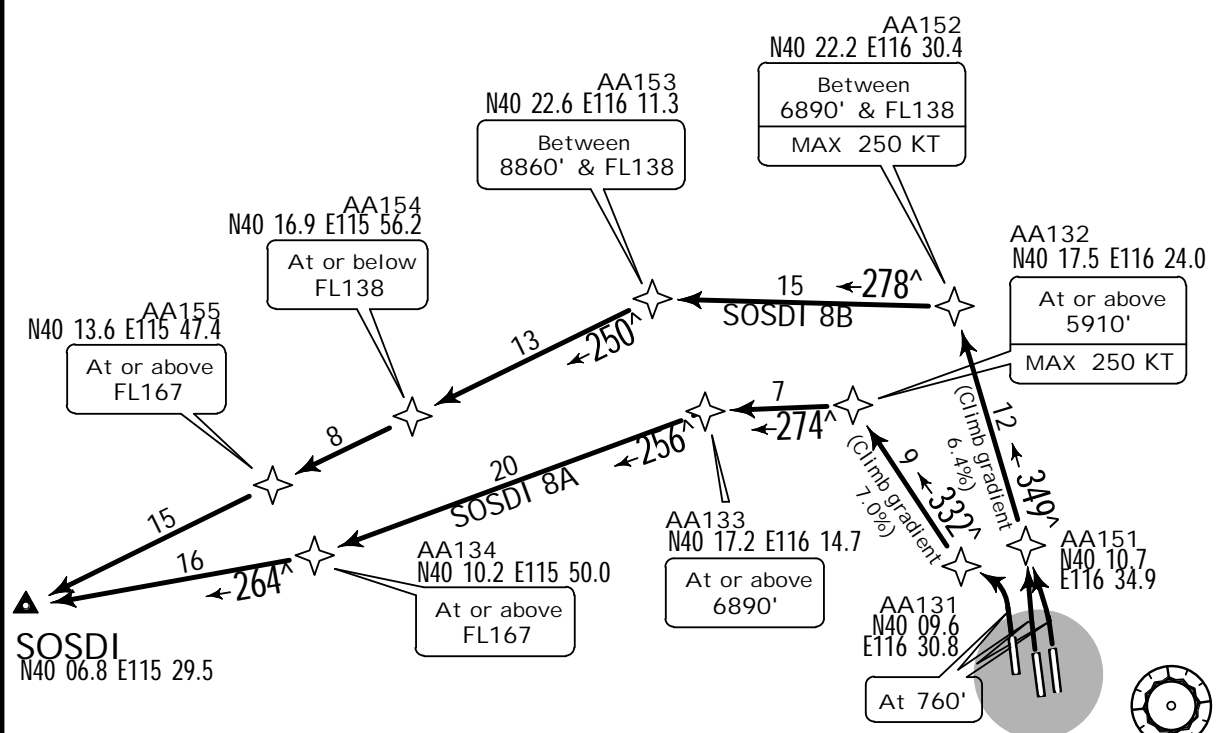 AA152
N40 22.2 E116 30.4
Between
6890' & FL138
MAX 250 KT
AA153
N40 22.6 E116 11.3
Between
8860' & FL138
AA154
N40 16.9 E115 56.2
At or below
FL138
AA155
N40 13.6 E115 47.4
At or above
FL167
AA132
N40 17.5 E116 24.0
At or above
5910'
MAX 250 KT
15
278^
SOSDI 8B
13
250^
8
15
7
274^
20
256^
SOSDI 8A
16
264^
12
349^
(Climb gradient
6.4%)
9
332^
(Climb gradient
7.0%)
AA133
N40 17.2 E116 14.7
At or above
6890'
AA134
N40 10.2 E115 50.0
At or above
FL167
AA151
N40 10.7
E116 34.9
AA131
N40 09.6
E116 30.8
At 760'
SOSDI
N40 06.8 E115 29.5